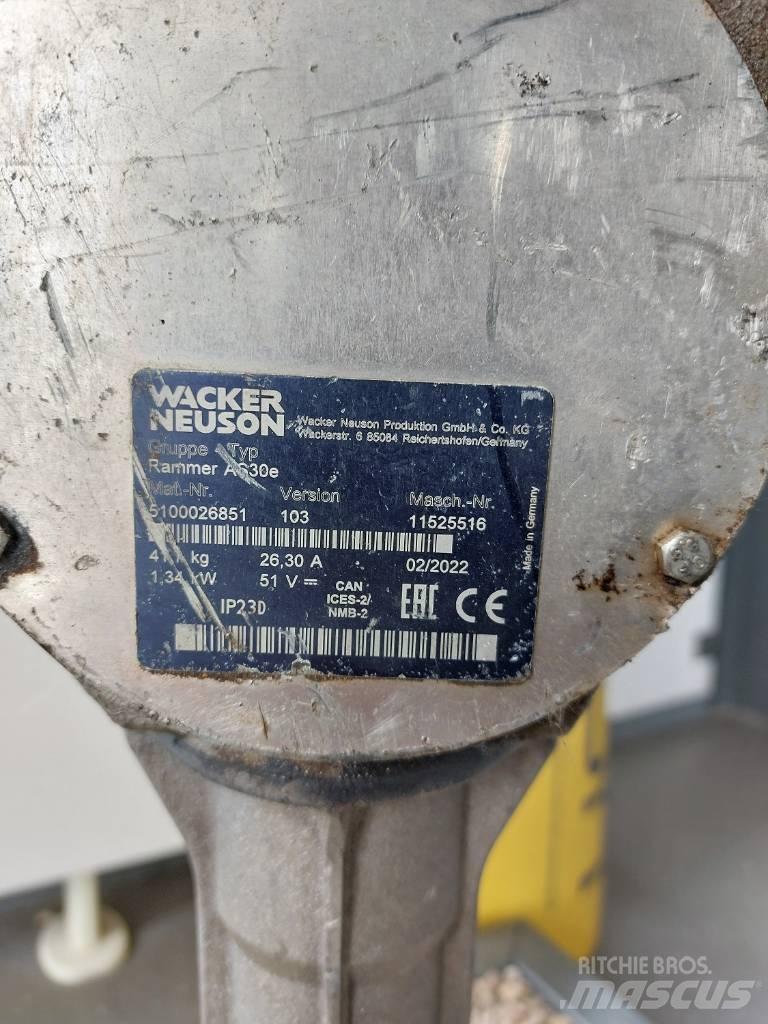 WACKER
NEUSON
Wacker Neuson Produktion GmbH & Co. KG
Wackerstr. 6 85084 Reichertshofen/Germany
Gruppe Typ
Rammer AS30e
Mat.-Nr. Version Masch.-Nr.
5100026851 103 11525516
kg 26,30 A 02/2022
1,34 kW 51 V
CAN
ICES-2/
NMB-2
IP23D
EAC CE
Made in Germany
RITCHIE BROS.
MASCUS